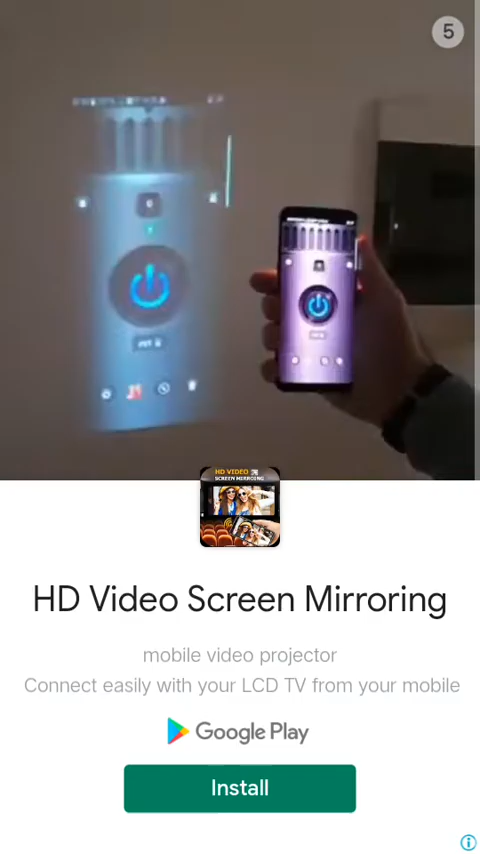 5
HD VIDEO
SCREEN MIRRORING
HD Video Screen Mirroring
mobile video projector
Connect easily with your LCD TV from your mobile
Google Play
Install